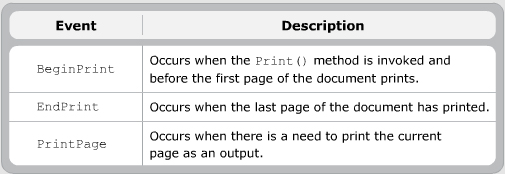 Event Description
BeginPrint Occurs when the Print() method is invoked and
before the first page of the document prints.
EndPrint Occurs when the last page of the document has printed.
PrintPage Occurs when there is a need to print the current
page as an output.